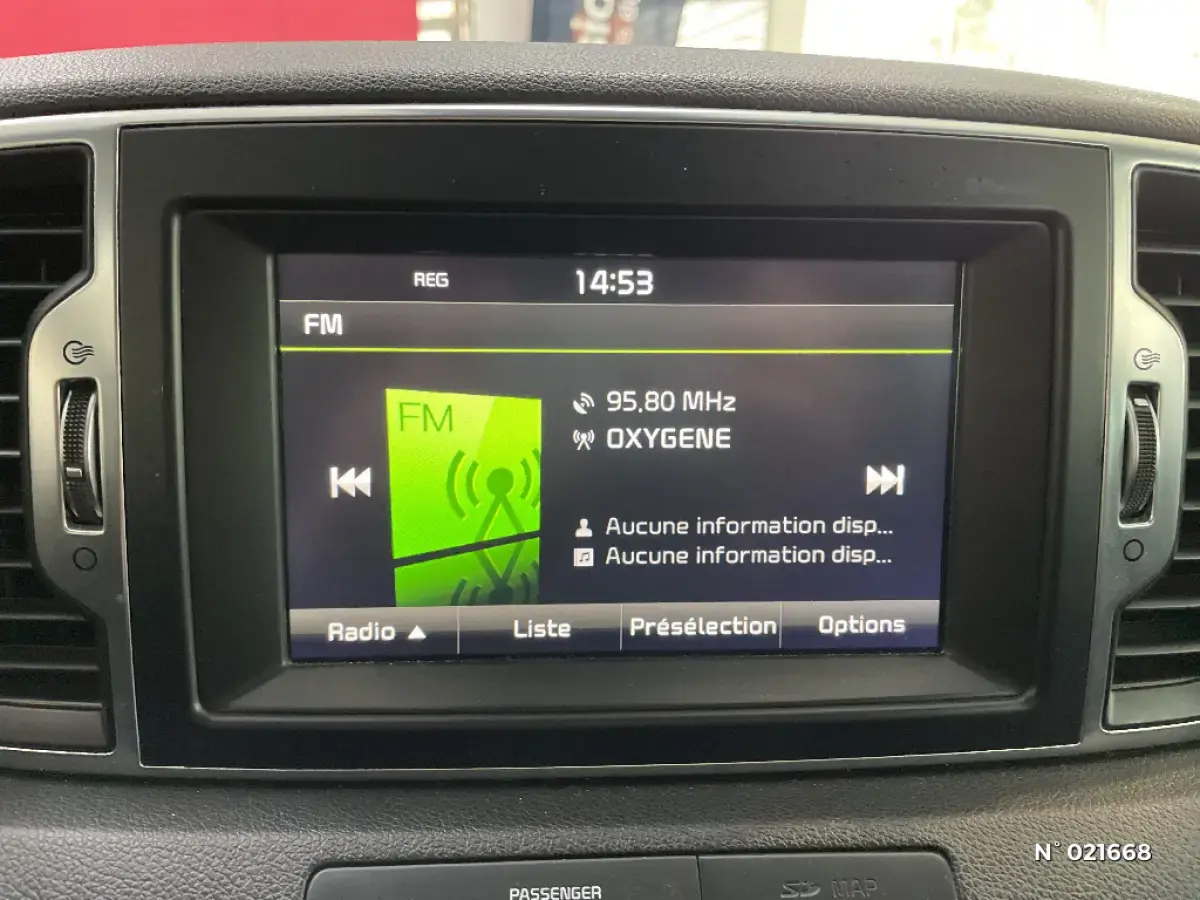 REG 14:53
FM
FM
95,80 MHz
OXYGENE
Aucune information disp...
Aucune information disp...
Radio ▲ Liste Présélection Options
N° 021668
PASSENGER
SD MAP